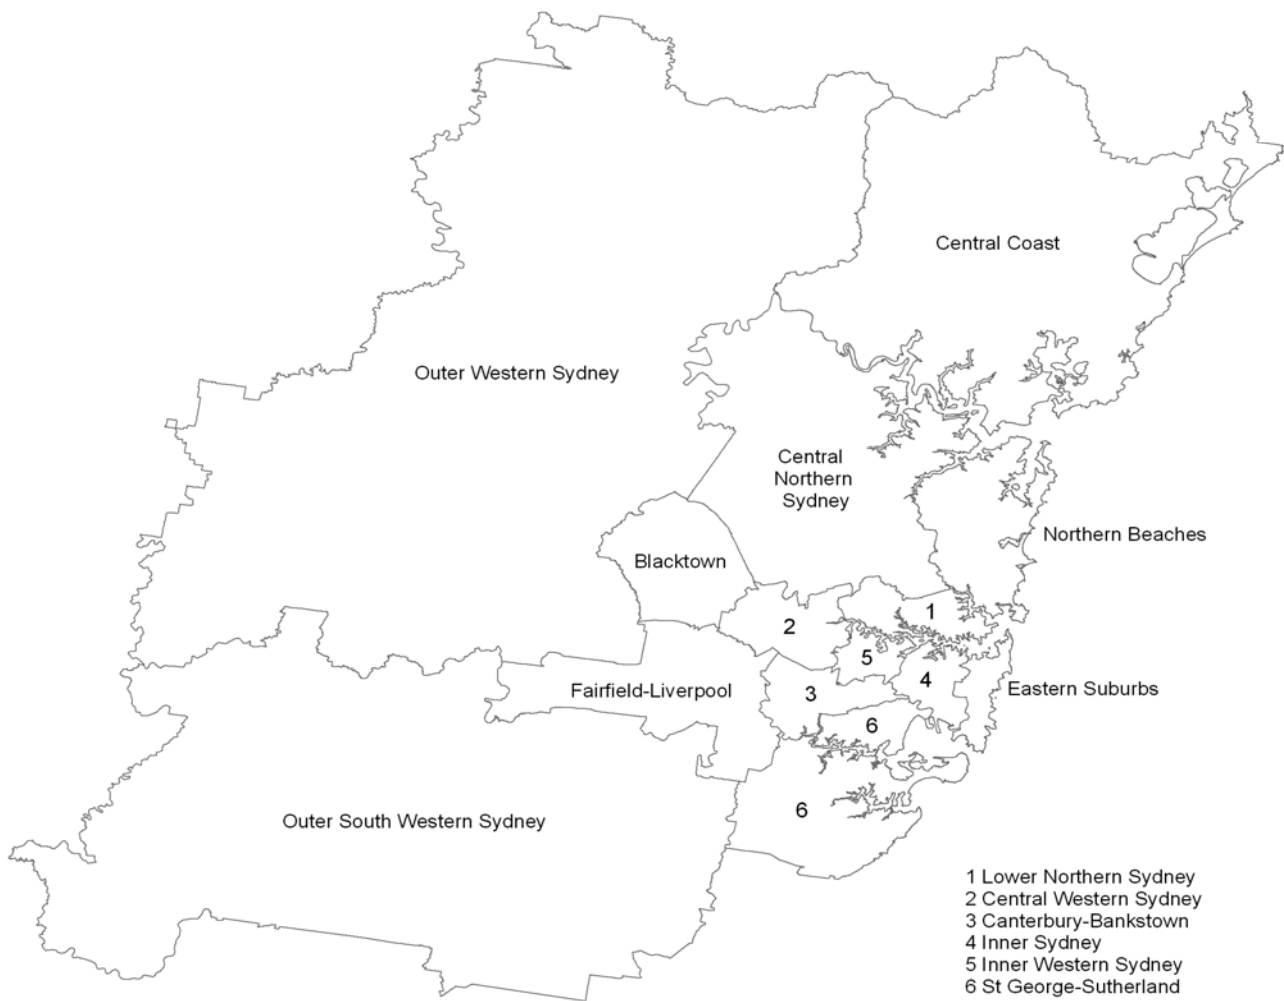 Central Coast
Outer Western Sydney
Central
Northern
Sydney
Northern Beaches
Blacktown
1
2
5
4
Eastern Suburbs
Fairfield-Liverpool
3
6
6
Outer South Western Sydney
1 Lower Northern Sydney
2 Central Western Sydney
3 Canterbury-Bankstown
4 Inner Sydney
5 Inner Western Sydney
6 St George-Sutherland